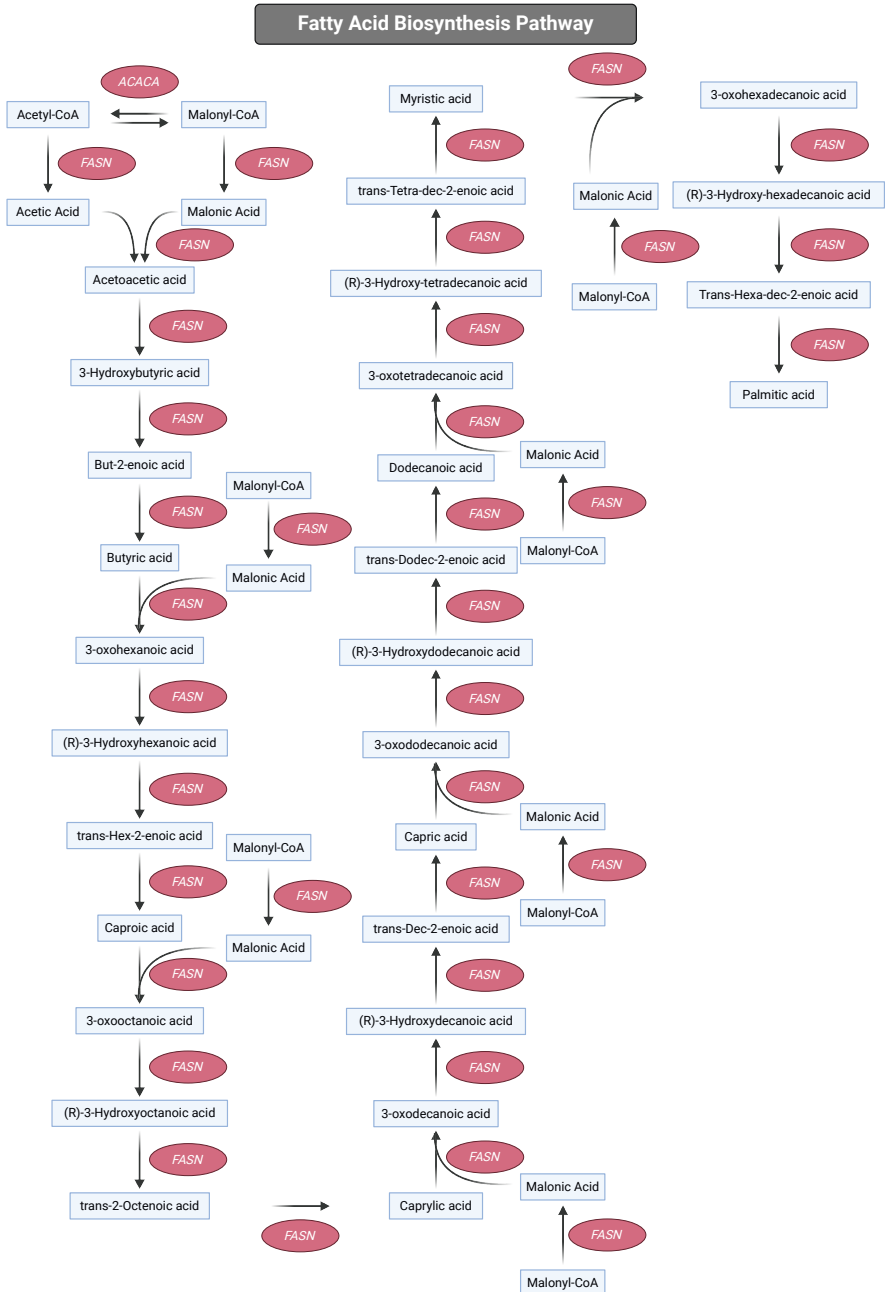 Fatty Acid Biosynthesis Pathway
ACACA
Acetyl-CoA
Malonyl-CoA
FASN
FASN
Acetic Acid
Malonic Acid
FASN
Acetoacetic acid
FASN
3-Hydroxybutyric acid
FASN
But-2-enoic acid
Malonyl-CoA
FASN
FASN
Butyric acid
Malonic Acid
FASN
3-oxohexanoic acid
FASN
(R)-3-Hydroxyhexanoic acid
FASN
trans-Hex-2-enoic acid
Malonyl-CoA
FASN
FASN
Caproic acid
Malonic Acid
FASN
3-oxooctanoic acid
FASN
(R)-3-Hydroxyoctanoic acid
FASN
trans-2-Octenoic acid
FASN
Myristic acid
FASN
trans-Tetra-dec-2-enoic acid
FASN
(R)-3-Hydroxy-tetradecanoic acid
FASN
3-oxotetradecanoic acid
FASN
Malonic Acid
Dodecanoic acid
FASN
FASN
Malonyl-CoA
trans-Dodec-2-enoic acid
FASN
(R)-3-Hydroxydodecanoic acid
FASN
3-oxododecanoic acid
FASN
Malonic Acid
Capric acid
FASN
FASN
Malonyl-CoA
trans-Dec-2-enoic acid
FASN
(R)-3-Hydroxydecanoic acid
FASN
3-oxodecanoic acid
FASN
Malonic Acid
Caprylic acid
FASN
Malonyl-CoA
FASN
3-oxohexadecanoic acid
FASN
Malonic Acid
(R)-3-Hydroxy-hexadecanoic acid
FASN
FASN
Malonyl-CoA
Trans-Hexa-dec-2-enoic acid
FASN
Palmitic acid